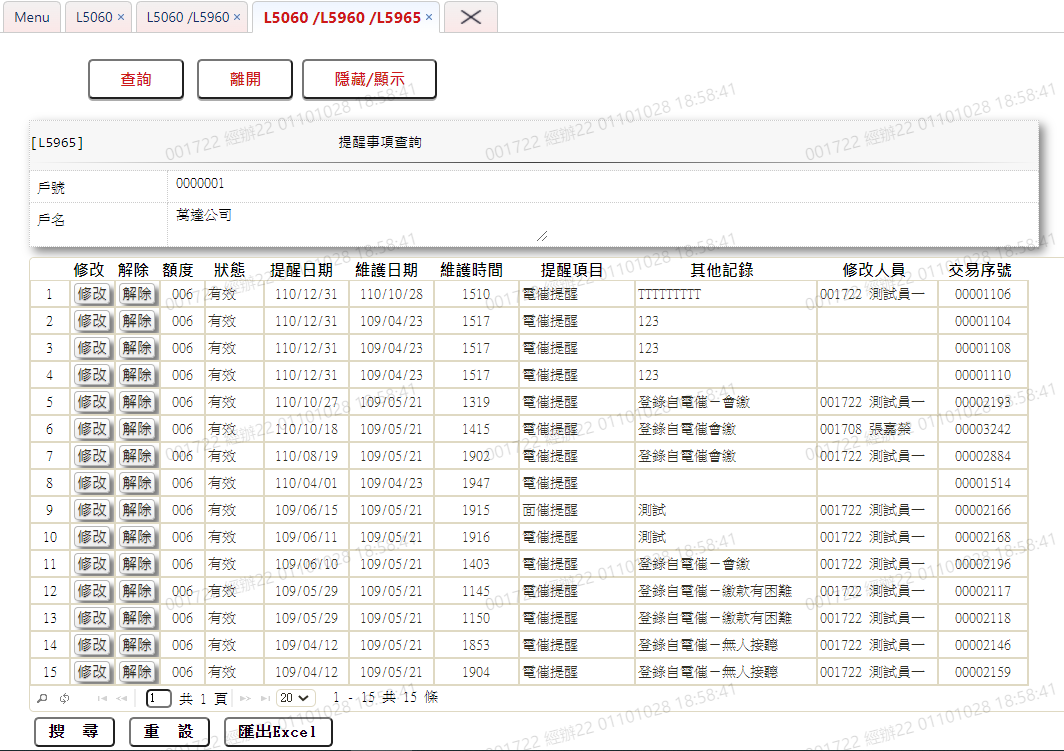 Menu L5060 × L5060 /L5960 × L5060 /L5960 /L5965 ×
查詢 離開 隱藏/顯示
[L5965] 提醒事項查詢
戶號 0000001
戶名 萬達公司
修改 解除 額度 狀態 提醒日期 維護日期 維護時間 提醒項目 其他記錄 修改人員 交易序號
1 修改 解除 006 有效 110/12/31 110/10/28 1510 電催提醒 TTTTTTTTT 001722 測試員一 00001106
2 修改 解除 006 有效 110/12/31 109/04/23 1517 電催提醒 123 00001104
3 修改 解除 006 有效 110/12/31 109/04/23 1517 電催提醒 123 00001108
4 修改 解除 006 有效 110/12/31 109/04/23 1517 電催提醒 123 00001110
5 修改 解除 006 有效 110/10/27 109/05/21 1319 電催提醒 登錄自電催－會繳 001722 測試員一 00002193
6 修改 解除 006 有效 110/10/18 109/05/21 1415 電催提醒 登錄自電催會繳 001708 張嘉榮 00003242
7 修改 解除 006 有效 110/08/19 109/05/21 1902 電催提醒 登錄自電催會繳 001722 測試員一 00002884
8 修改 解除 006 有效 110/04/01 109/04/23 1947 電催提醒 00001514
9 修改 解除 006 有效 109/06/15 109/05/21 1915 面催提醒 測試 001722 測試員一 00002166
10 修改 解除 006 有效 109/06/11 109/05/21 1916 電催提醒 測試 001722 測試員一 00002168
11 修改 解除 006 有效 109/06/10 109/05/21 1403 電催提醒 登錄自電催－會繳 001722 測試員一 00002196
12 修改 解除 006 有效 109/05/29 109/05/21 1145 電催提醒 登錄自電催－繳款有困難 001722 測試員一 00002117
13 修改 解除 006 有效 109/05/29 109/05/21 1150 電催提醒 登錄自電催－繳款有困難 001722 測試員一 00002118
14 修改 解除 006 有效 109/04/12 109/05/21 1853 電催提醒 登錄自電催－無人接聽 001722 測試員一 00002146
15 修改 解除 006 有效 109/04/12 109/05/21 1904 電催提醒 登錄自電催－無人接聽 001722 測試員一 00002159
1 共 1 頁 20 1 - 15 共 15 條
搜 尋 重 設 匯出Excel
001722 經辦22 01101028 18:58:41